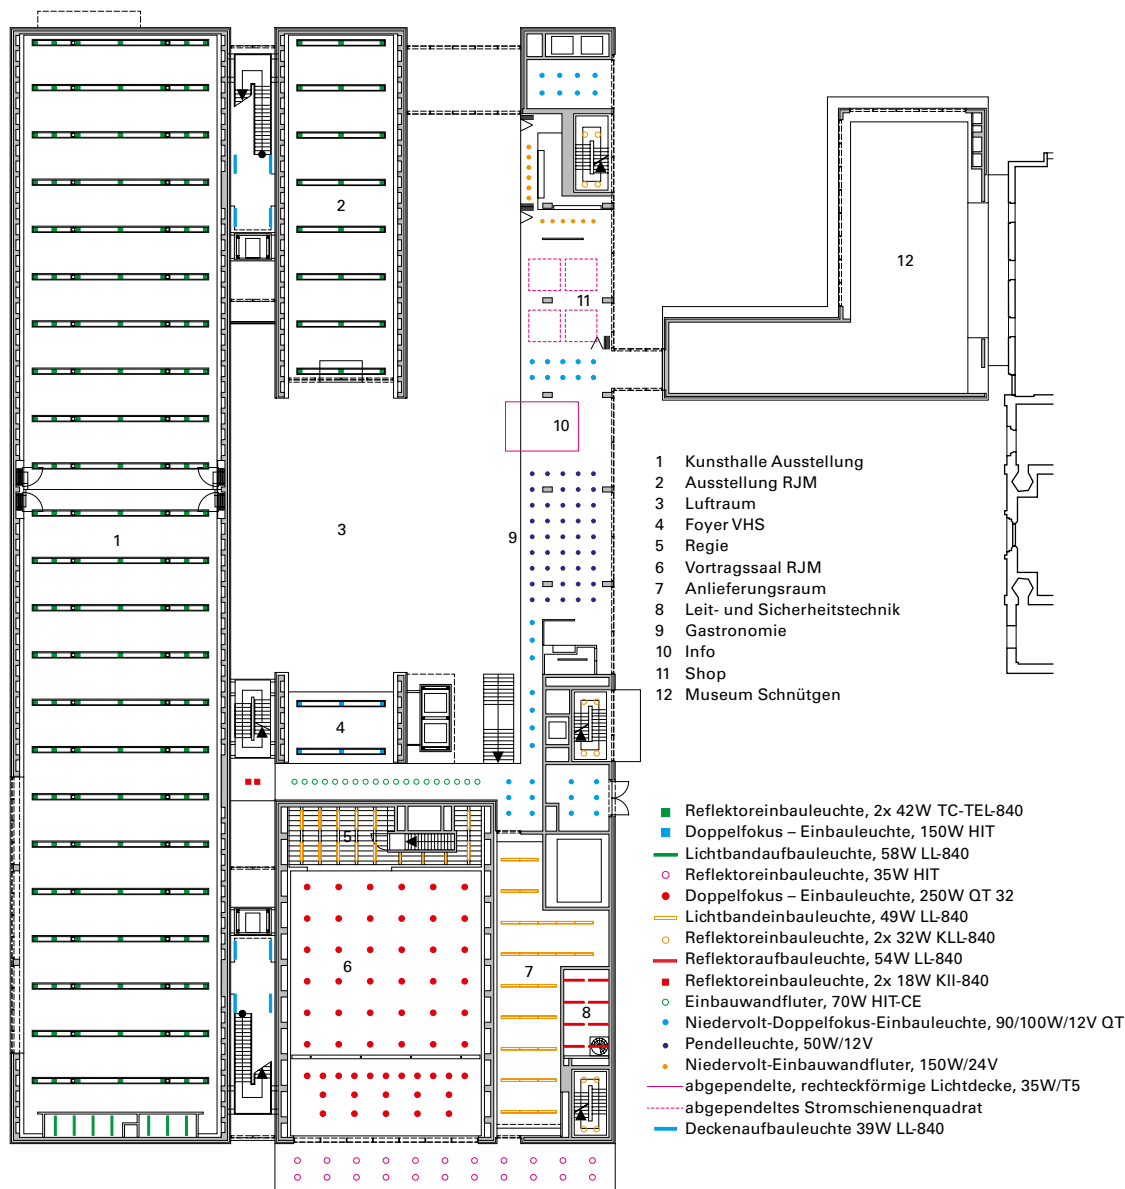 2
12
11
10
1
3
9
4
5
6
7
8
1 Kunsthalle Ausstellung
2 Ausstellung RJM
3 Luftraum
4 Foyer VHS
5 Regie
6 Vortragssaal RJM
7 Anlieferungsraum
8 Leit- und Sicherheitstechnik
9 Gastronomie
10 Info
11 Shop
12 Museum Schnütgen
Reflektoreinbauleuchte, 2x 42W TC-TEL-840
Doppelfokus – Einbauleuchte, 150W HIT
Lichtbandaufbauleuchte, 58W LL-840
Reflektoreinbauleuchte, 35W HIT
Doppelfokus – Einbauleuchte, 250W QT 32
Lichtbandeinbauleuchte, 49W LL-840
Reflektoreinbauleuchte, 2x 32W KLL-840
Reflektoraufbauleuchte, 54W LL-840
Reflektoreinbauleuchte, 2x 18W KII-840
Einbauwandfluter, 70W HIT-CE
Niedervolt-Doppelfokus-Einbauleuchte, 90/100W/12V QT
Pendelleuchte, 50W/12V
Niedervolt-Einbauwandfluter, 150W/24V
abgependelte, rechteckförmige Lichtdecke, 35W/T5
abgependeltes Stromschienenquadrat
Deckenaufbauleuchte 39W LL-840